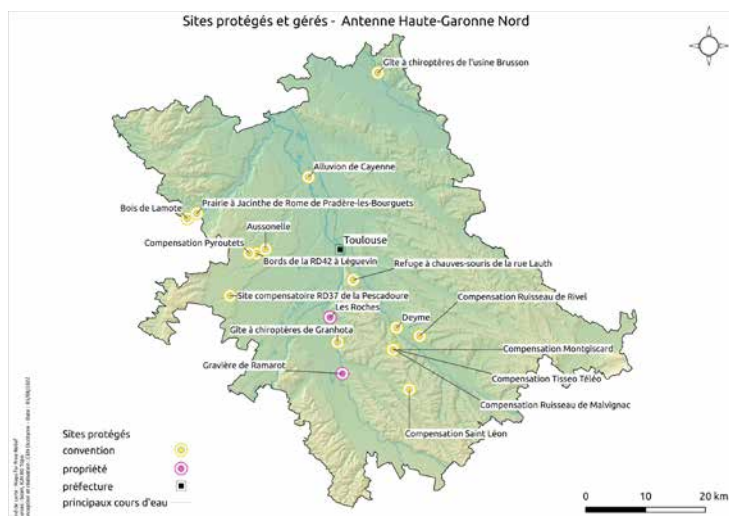 Sites protégés et gérés - Antenne Haute-Garonne Nord
Gîte à chiroptères de l'usine Brusson
Alluvion de Cayenne
Prairie à Jacinthe de Rome de Pradère-les-Bourguets
Bois de Lamote
Aussonelle
Compensation Pyroutets
Toulouse
Bords de la RD42 à Léguevin
Refuge à chauves-souris de la rue Lauth
Compensation Ruisseau de Rivel
Site compensatoire RD37 de la Pescadoure
Les Roches
Deyme
Gîte à chiroptères de Granhota
Compensation Montgiscard
Gravière de Ramarot
Compensation Tisseo Téléo
Compensation Ruisseau de Malvignac
Compensation Saint Léon
Sites protégés
convention
propriété
préfecture
principaux cours d'eau
0 10 20 km